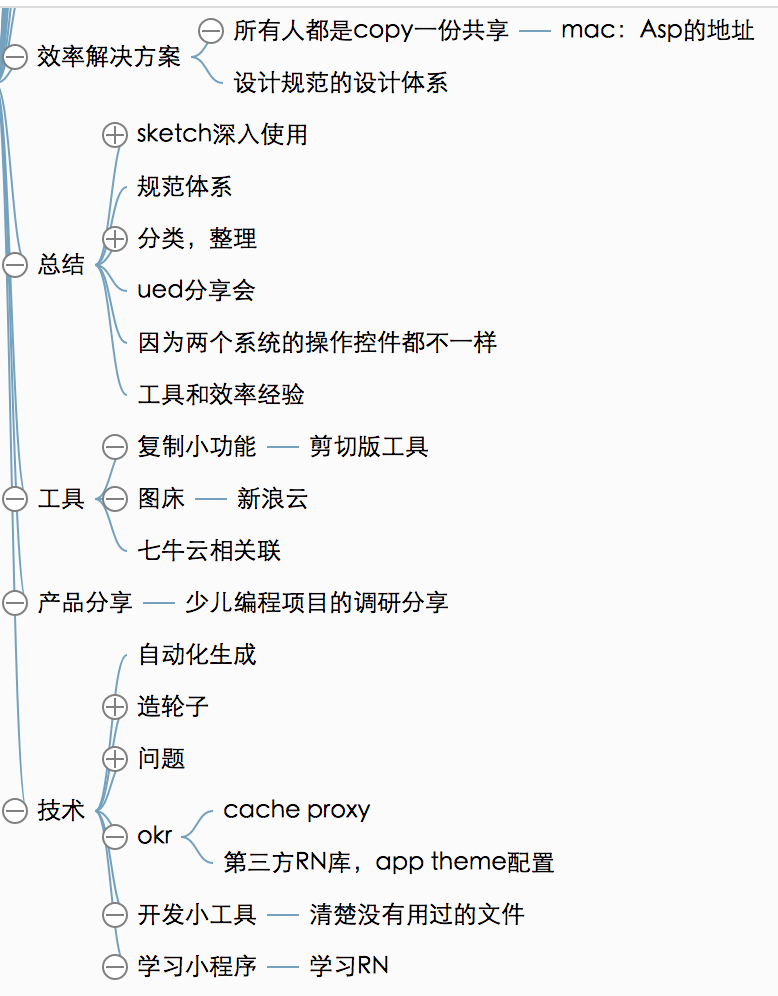 所有人都是copy一份共享
mac：Asp的地址
效率解决方案
设计规范的设计体系
sketch深入使用
规范体系
分类，整理
总结
ued分享会
因为两个系统的操作控件都不一样
工具和效率经验
复制小功能
剪切版工具
工具
图床
新浪云
七牛云相关联
产品分享
少儿编程项目的调研分享
自动化生成
造轮子
问题
技术
cache proxy
okr
第三方RN库，app theme配置
开发小工具
清楚没有用过的文件
学习小程序
学习RN